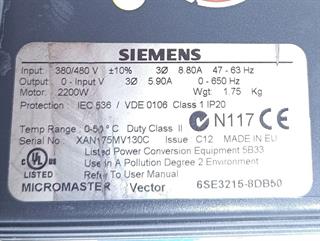 SIEMENS
Input: 380/480 V ±10% 3Ø 8.80A 47 - 63 Hz
Output: 0 - Input V 3Ø 5.90A 0 - 650 Hz
Motor: 2200W Wgt: 1.75 Kg
Protection : IEC 536 / VDE 0106 Class 1 IP20
N117 CE
Temp Range : 0-50 °C Duty Class II
Serial No : XAN175MV130C Issue C12 MADE IN EU
Listed Power Conversion Equipment 5B33
Use In A Pollution Degree 2 Environment
Refer To User Manual
UL
LISTED
MICROMASTER Vector 6SE3215-8DB50